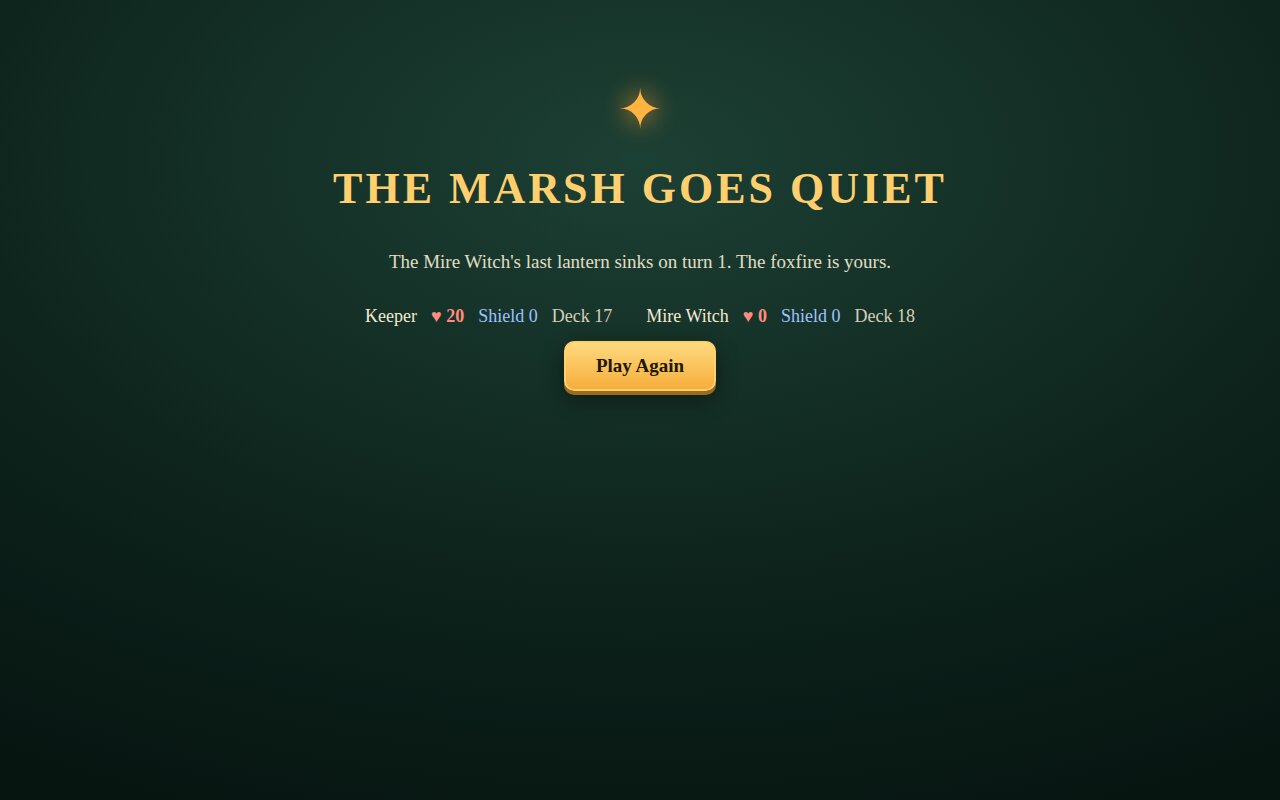 THE MARSH GOES QUIET
The Mire Witch's last lantern sinks on turn 1. The foxfire is yours.
Keeper ♥ 20 Shield 0 Deck 17 Mire Witch ♥ 0 Shield 0 Deck 18
Play Again